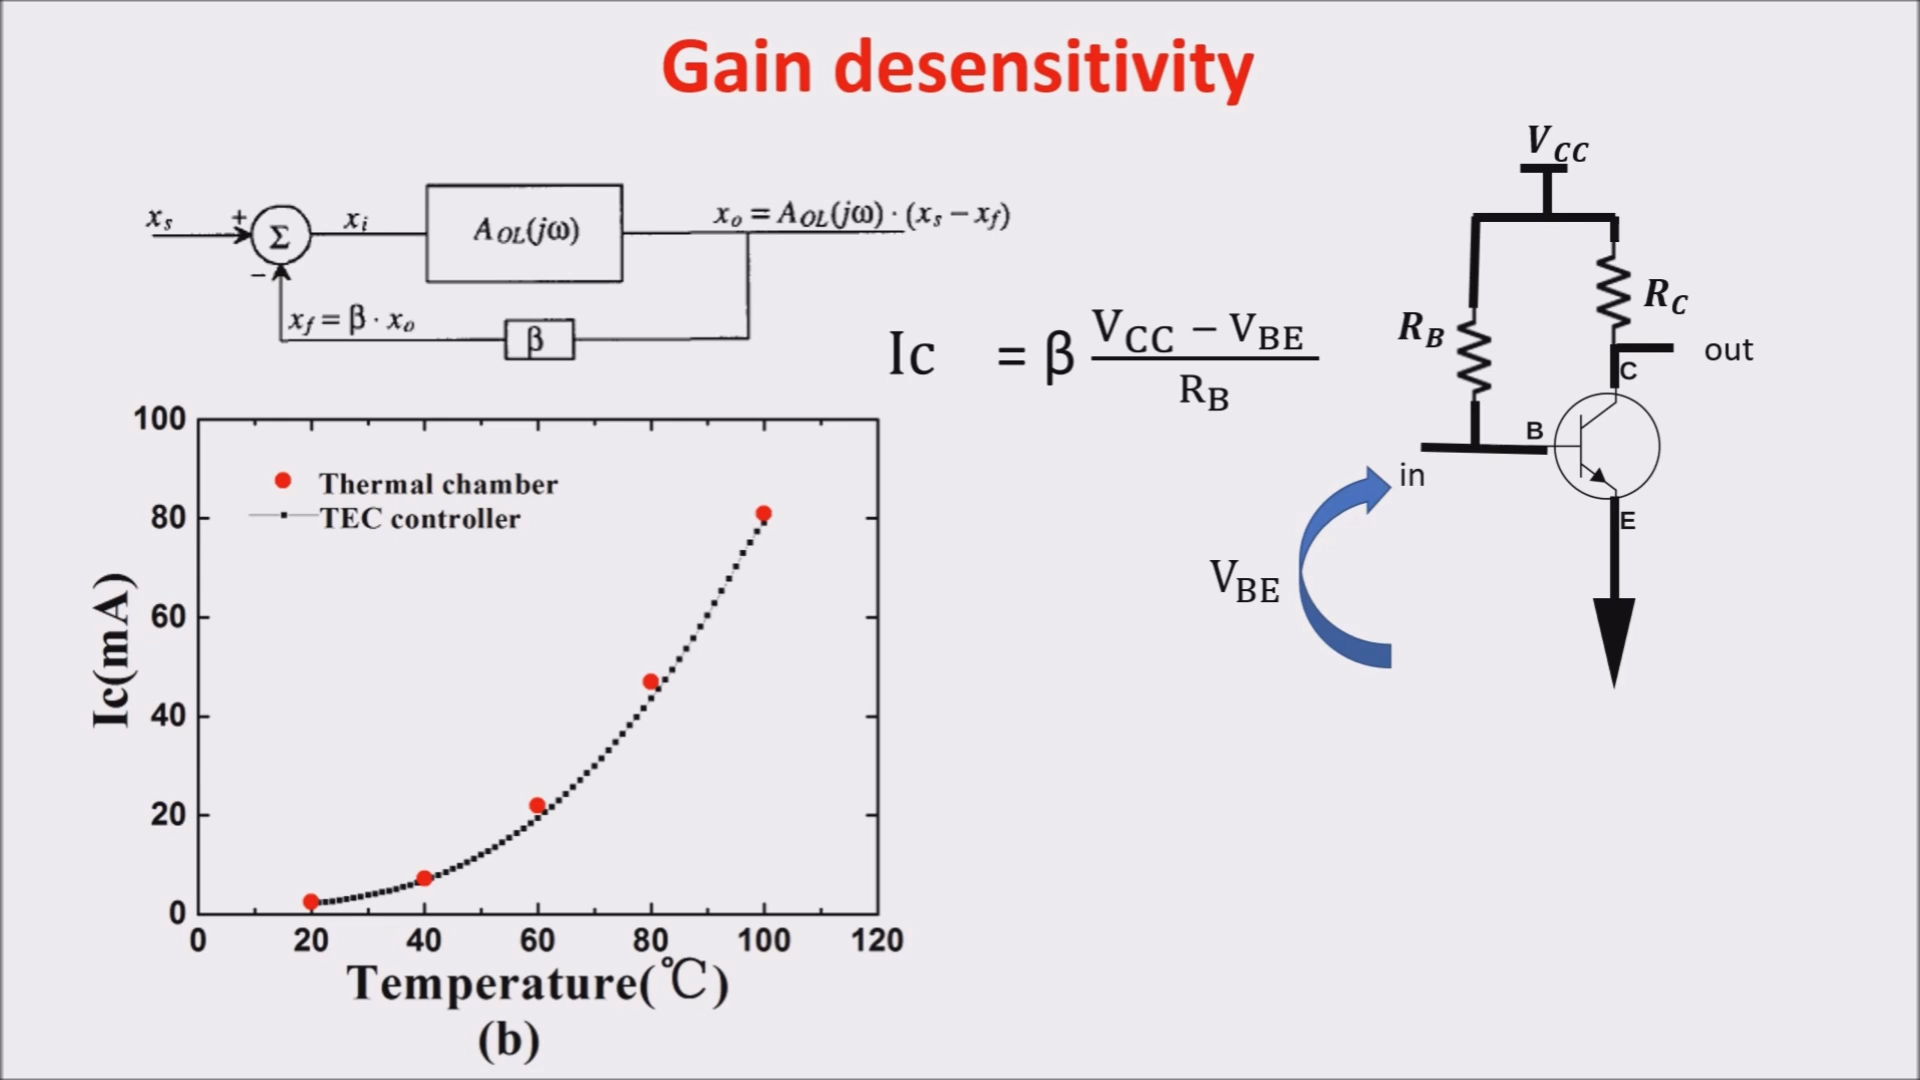 Gain desensitivity
x_s
+
Σ
−
x_i
A_OL(jω)
x_o = A_OL(jω) · (x_s − x_f)
x_f = β · x_o
β
Ic = β (V_CC − V_BE) / R_B
V_CC
R_B
R_C
out
C
B
E
in
V_BE
100
80
60
40
20
0
Thermal chamber
TEC controller
Ic(mA)
0 20 40 60 80 100 120
Temperature(℃)
(b)